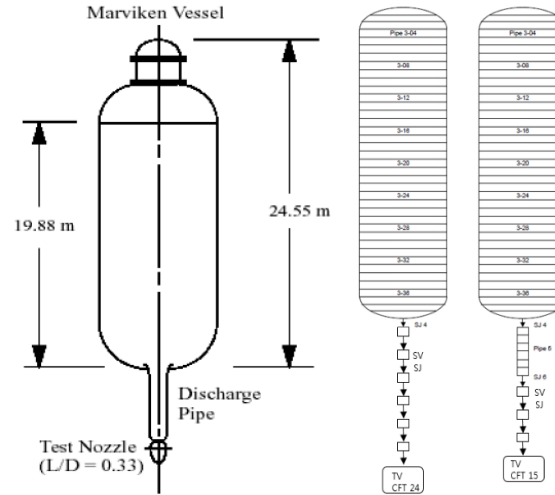 Marviken Vessel
19.88 m
24.55 m
Discharge
Pipe
Test Nozzle
(L/D = 0.33)
Pipe 3-04
3-08
3-12
3-16
3-20
3-24
3-28
3-32
3-36
SJ 4
SV
SJ
TV
CFT 24
Pipe 3-04
3-08
3-12
3-16
3-20
3-24
3-28
3-32
3-36
SJ 4
Pipe 5
SJ 6
SV
SJ
TV
CFT 15